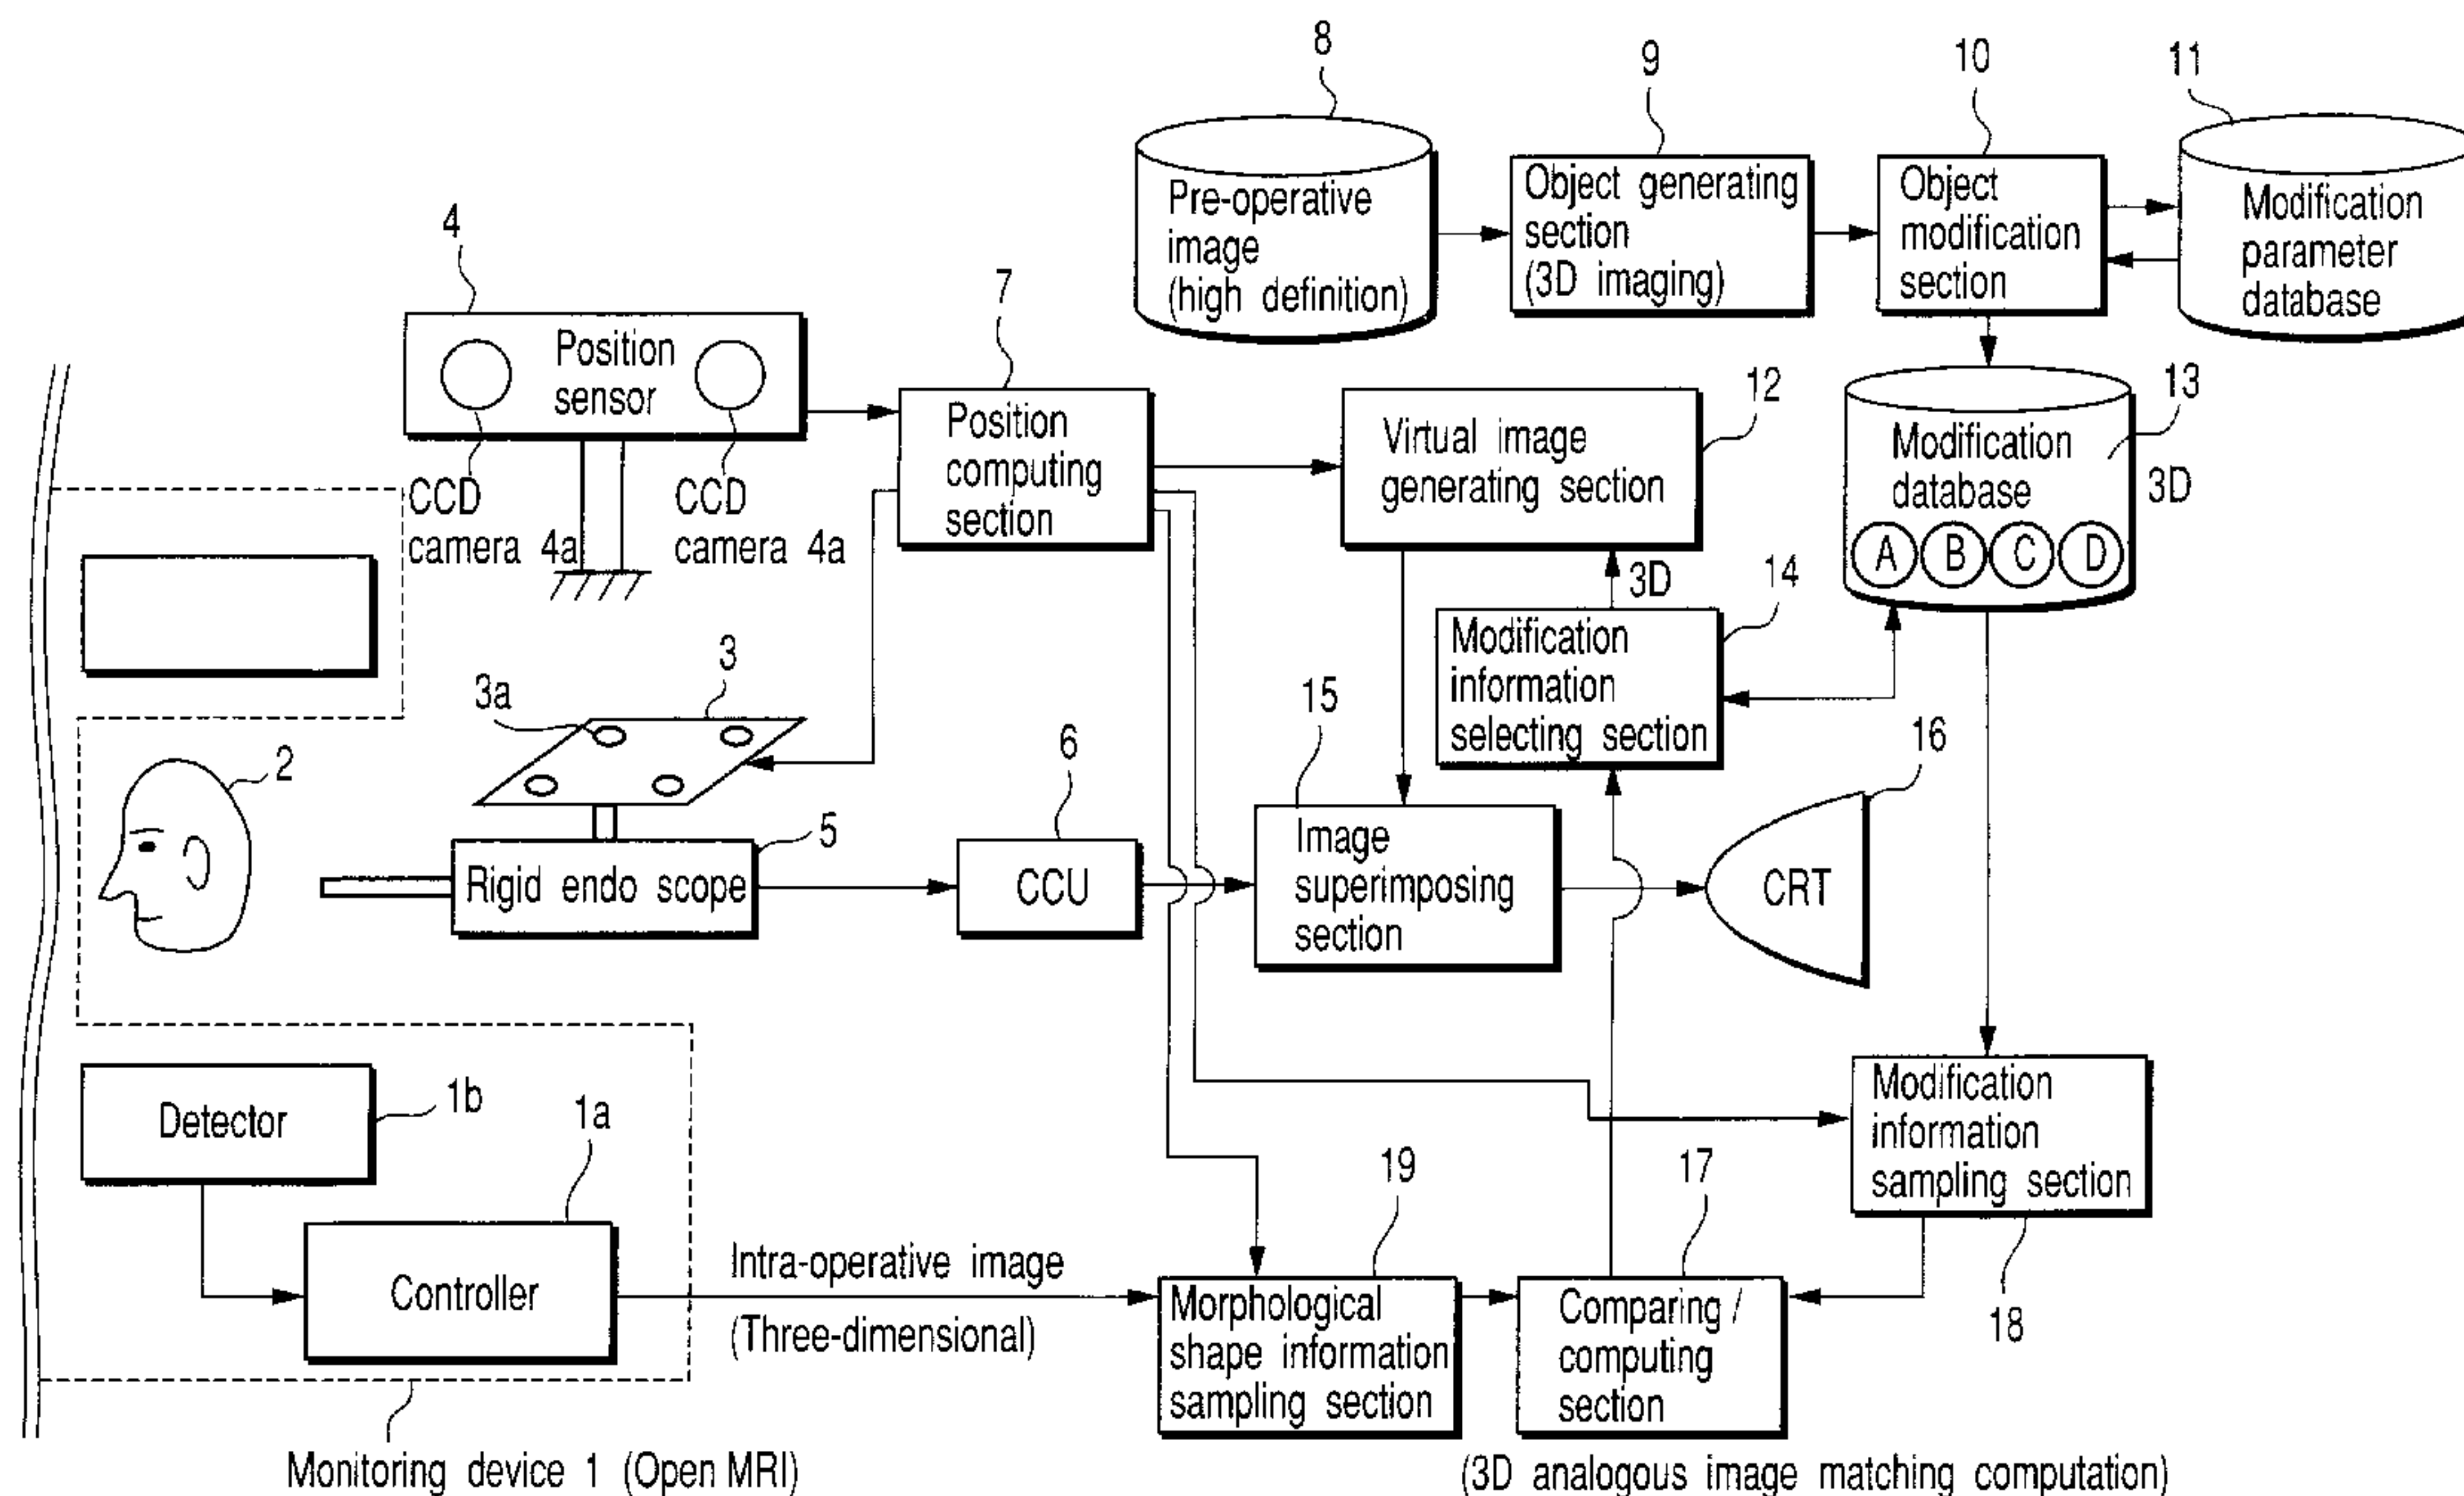 8
9
10
11
Pre-operative
image
(high definition)
Object generating
section
(3D imaging)
Object
modification
section
Modification
parameter
database
4
Position
sensor
CCD
camera 4a
CCD
camera 4a
7
Position
computing
section
12
Virtual image
generating section
13
Modification
database
3D
A B C D
3D
14
Modification
information
selecting section
3a
3
2
5
Rigid endo scope
6
CCU
15
Image
superimposing
section
16
CRT
1b
Detector
1a
Controller
Intra-operative image
(Three-dimensional)
19
Morphological
shape information
sampling section
17
Comparing /
computing
section
Modification
information
sampling section
18
Monitoring device 1 (Open MRI)
(3D analogous image matching computation)